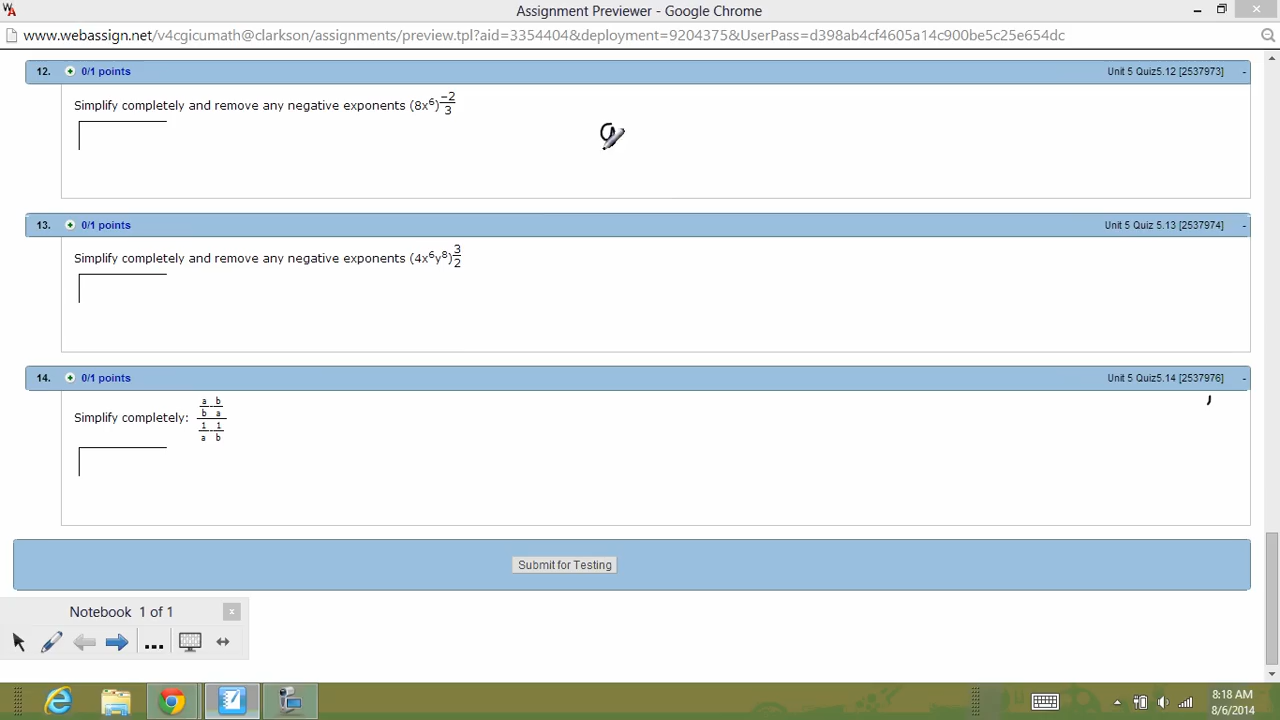 Assignment Previewer - Google Chrome
www.webassign.net/v4cgicumath@clarkson/assignments/preview.tpl?aid=3354404&deployment=9204375&UserPass=d398ab4cf4605a14c900be5c25e654dc
12. 0/1 points Unit 5 Quiz5.12 [2537973] -
Simplify completely and remove any negative exponents (8x⁶)^(-2/3)
13. 0/1 points Unit 5 Quiz 5.13 [2537974] -
Simplify completely and remove any negative exponents (4x⁶y⁸)^(3/2)
14. 0/1 points Unit 5 Quiz5.14 [2537976] -
Simplify completely: (a/b - b/a)/(1/a - 1/b)
Submit for Testing
Notebook 1 of 1
8:18 AM
8/6/2014